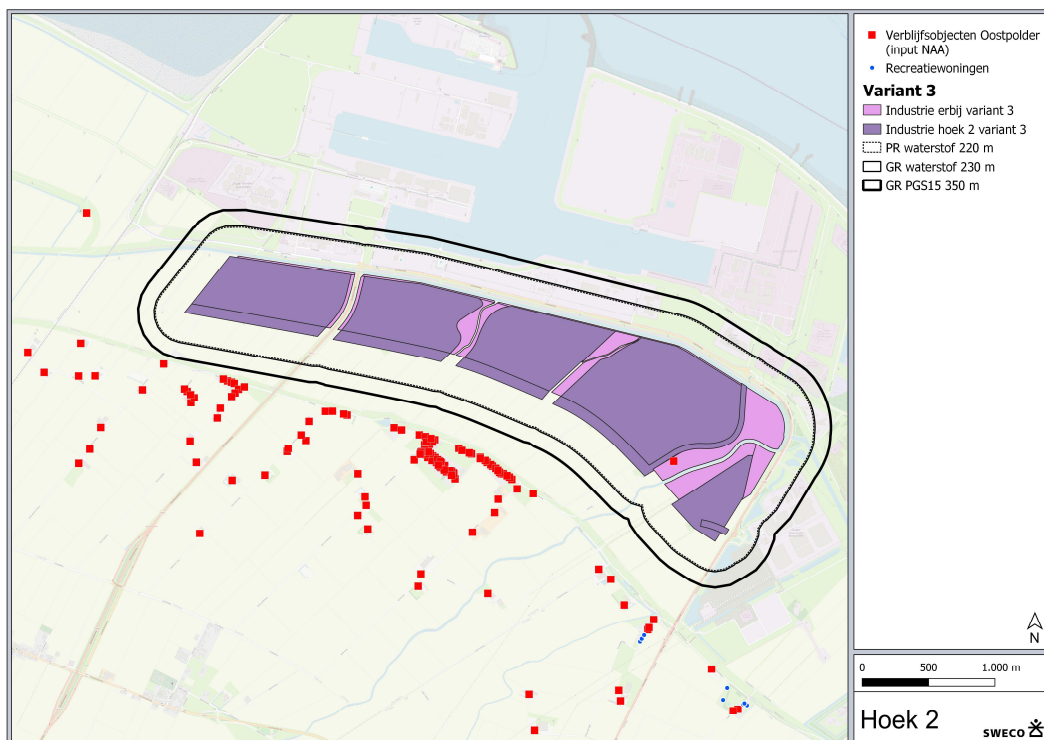 Verblijfsobjecten Oostpolder
(input NAA)
Recreatiewoningen
Variant 3
Industrie erbij variant 3
Industrie hoek 2 variant 3
PR waterstof 220 m
GR waterstof 230 m
GR PGS15 350 m
N
0 500 1.000 m
Hoek 2
SWECO